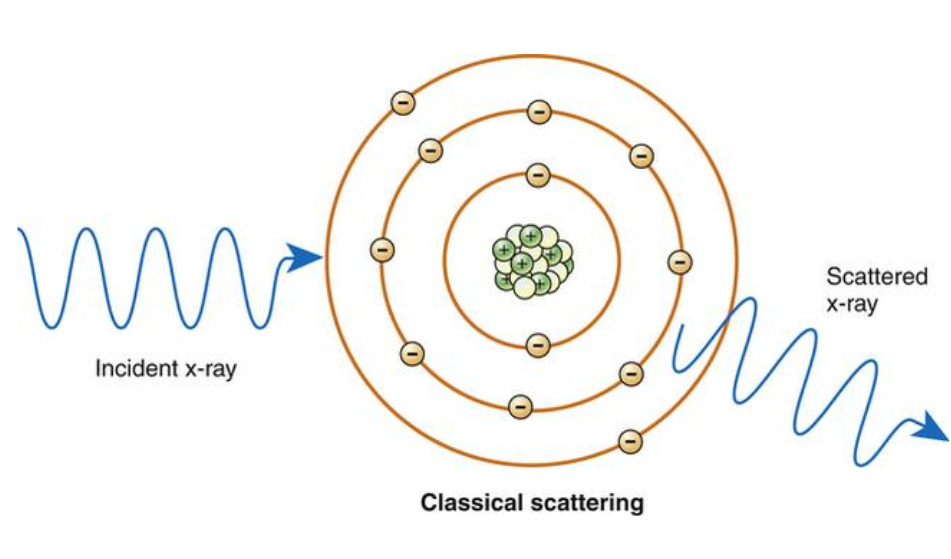 Incident x-ray
Scattered
x-ray
Classical scattering